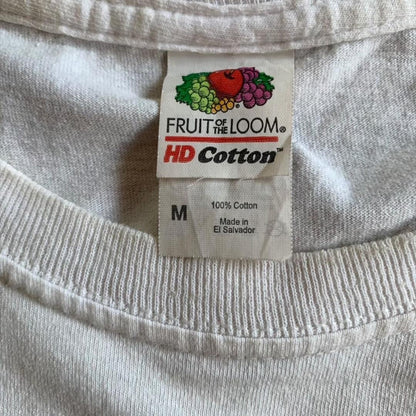 FRUIT OF THE LOOM®
HD Cotton™
M
100% Cotton
Made in
El Salvador